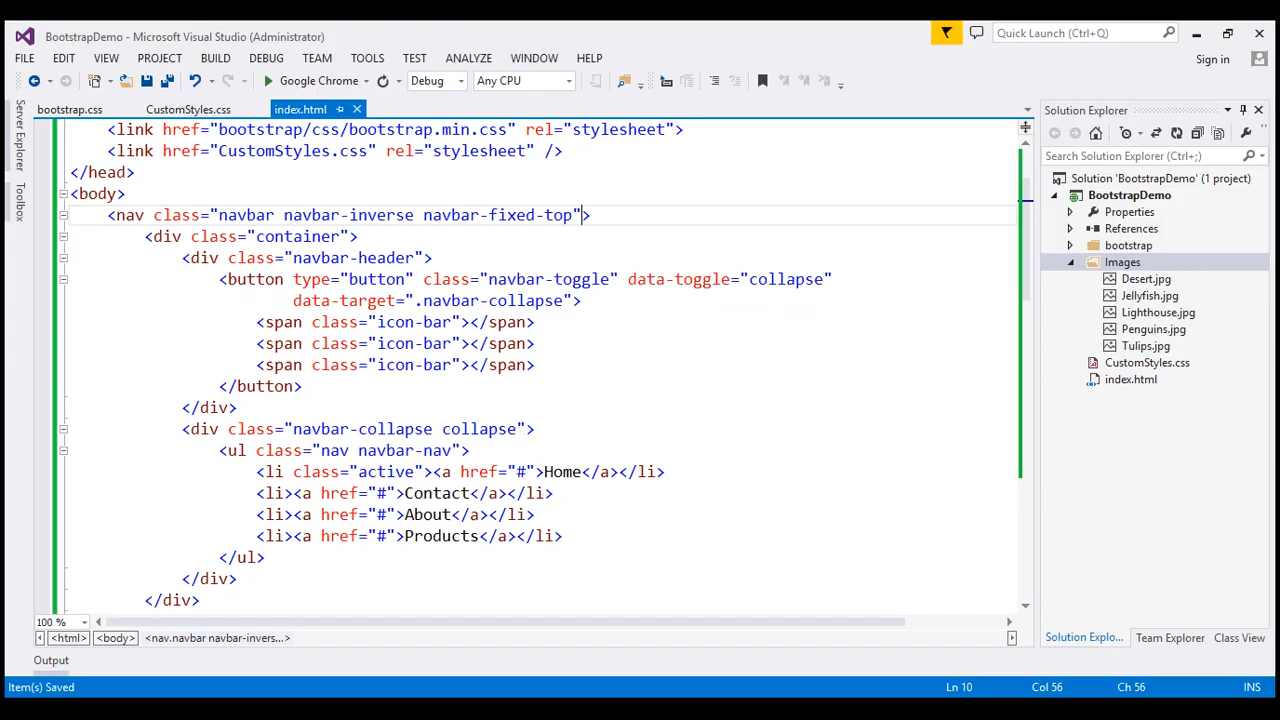 BootstrapDemo - Microsoft Visual Studio (Administrator)
Quick Launch (Ctrl+Q)
FILE EDIT VIEW PROJECT BUILD DEBUG TEAM TOOLS TEST ANALYZE WINDOW HELP
Sign in
Google Chrome Debug Any CPU
Server Explorer
Toolbox
bootstrap.css CustomStyles.css index.html
<link href="bootstrap/css/bootstrap.min.css" rel="stylesheet">
<link href="CustomStyles.css" rel="stylesheet" />
</head>
<body>
<nav class="navbar navbar-inverse navbar-fixed-top">
<div class="container">
<div class="navbar-header">
<button type="button" class="navbar-toggle" data-toggle="collapse"
data-target=".navbar-collapse">
<span class="icon-bar"></span>
<span class="icon-bar"></span>
<span class="icon-bar"></span>
</button>
</div>
<div class="navbar-collapse collapse">
<ul class="nav navbar-nav">
<li class="active"><a href="#">Home</a></li>
<li><a href="#">Contact</a></li>
<li><a href="#">About</a></li>
<li><a href="#">Products</a></li>
</ul>
</div>
</div>
100 %
<html> <body> <nav.navbar navbar-invers...>
Output
Solution Explorer
Search Solution Explorer (Ctrl+;)
Solution 'BootstrapDemo' (1 project)
BootstrapDemo
Properties
References
bootstrap
Images
Desert.jpg
Jellyfish.jpg
Lighthouse.jpg
Penguins.jpg
Tulips.jpg
CustomStyles.css
index.html
Solution Explo... Team Explorer Class View
Item(s) Saved Ln 10 Col 56 Ch 56 INS